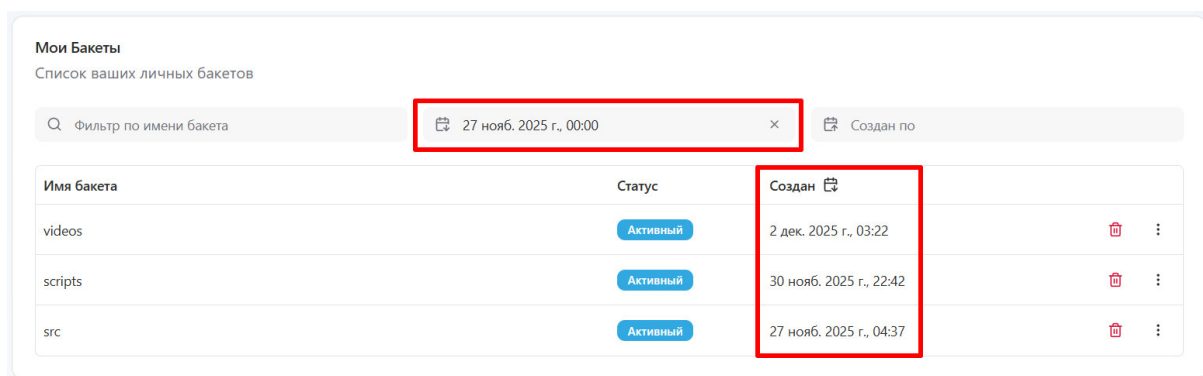 Мои Бакеты
Список ваших личных бакетов
Фильтр по имени бакета 27 нояб. 2025 г., 00:00 Создан по
Имя бакета Статус Создан
videos Активный 2 дек. 2025 г., 03:22
scripts Активный 30 нояб. 2025 г., 22:42
src Активный 27 нояб. 2025 г., 04:37